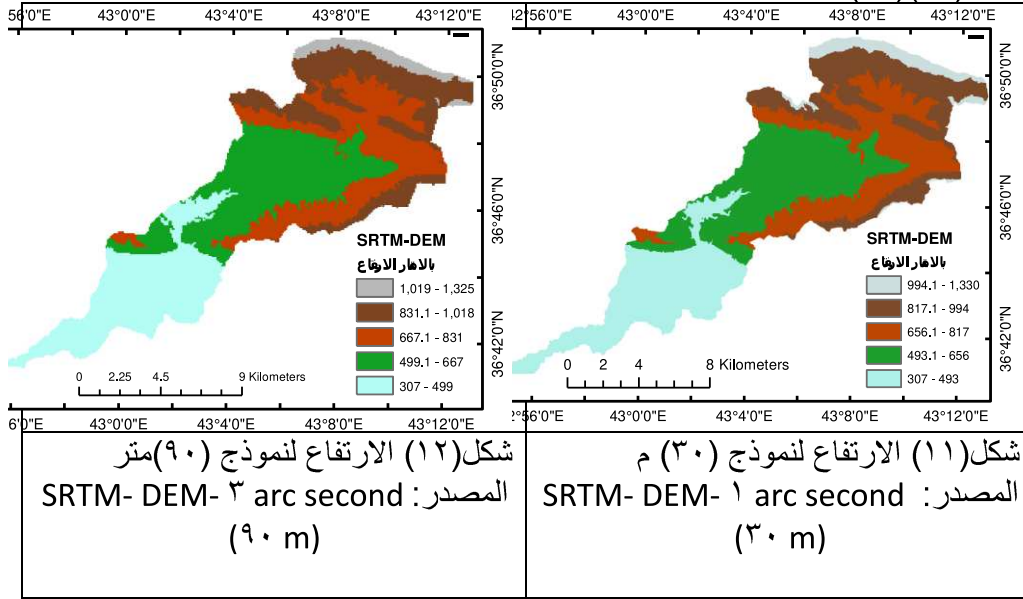 56'0"E 43°0'0"E 43°4'0"E 43°8'0"E 43°12'0"E
36°50'0"N
36°46'0"N
36°42'0"N
SRTM-DEM
1,019 - 1,325
831.1 - 1,018
667.1 - 831
499.1 - 667
307 - 499
0 2.25 4.5 9 Kilometers
6'0"E 43°0'0"E 43°4'0"E 43°8'0"E 43°12'0"E
شكل(١٢) الارتفاع لنموذج (٩٠)متر
المصدر: SRTM- DEM- ٣ arc second
(٩٠ m)
2°56'0"E 43°0'0"E 43°4'0"E 43°8'0"E 43°12'0"E
36°50'0"N
36°46'0"N
36°42'0"N
SRTM-DEM
994.1 - 1,330
817.1 - 994
656.1 - 817
493.1 - 656
307 - 493
0 2 4 8 Kilometers
2°56'0"E 43°0'0"E 43°4'0"E 43°8'0"E 43°12'0"E
شكل(١١) الارتفاع لنموذج (٣٠) م
المصدر: SRTM- DEM- ١ arc second
(٣٠ m)